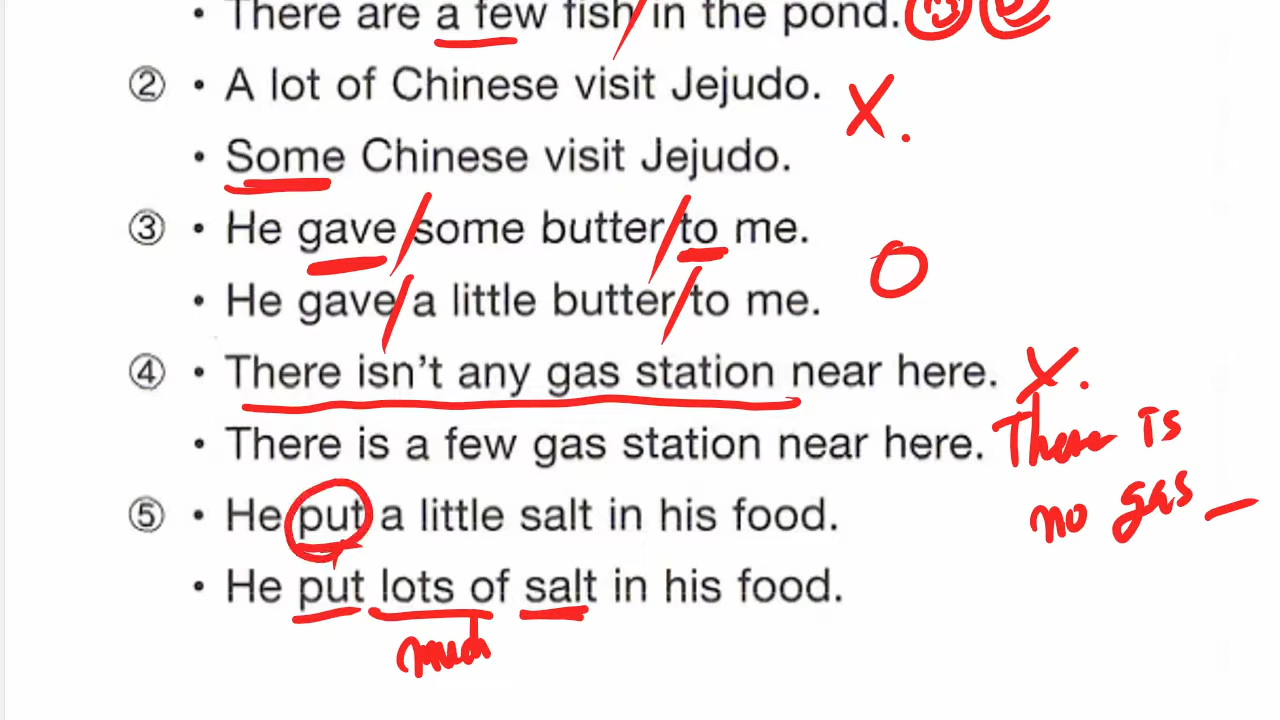 • There are a few fish in the pond.
② • A lot of Chinese visit Jejudo. X.
• Some Chinese visit Jejudo.
③ • He gave some butter to me. O
• He gave a little butter to me.
④ • There isn't any gas station near here. X.
• There is a few gas station near here. There is
no gas
⑤ • He put a little salt in his food.
• He put lots of salt in his food.
much